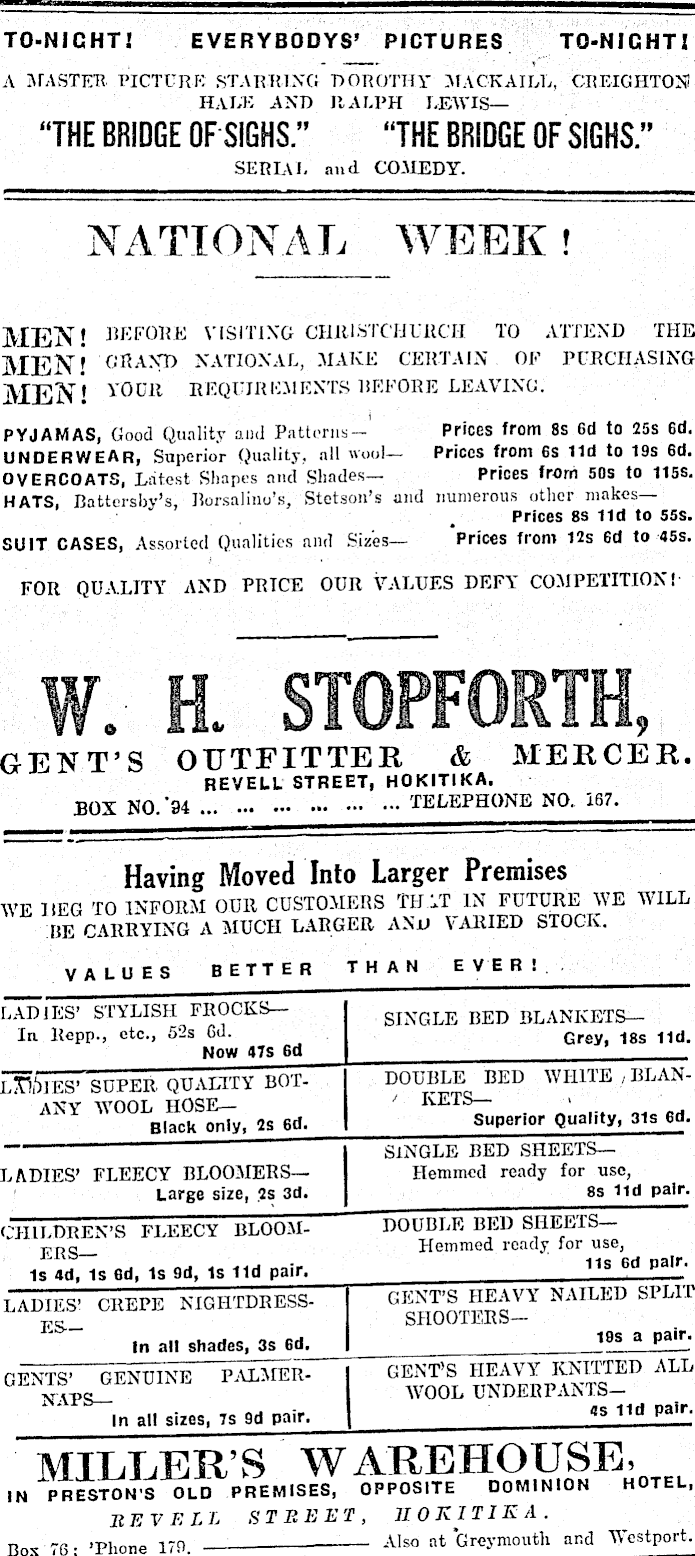 TO-NIGHT! EVERYBODYS' PICTURES TO-NIGHT!
A MASTER PICTURE STARRING DOROTHY MACKAILL, CREIGHTON
HALE AND RALPH LEWIS—
"THE BRIDGE OF SIGHS." "THE BRIDGE OF SIGHS."
SERIAL and COMEDY.
NATIONAL WEEK!
MEN! BEFORE VISITING CHRISTCHURCH TO ATTEND THE
MEN! GRAND NATIONAL, MAKE CERTAIN OF PURCHASING
MEN! YOUR REQUIREMENTS BEFORE LEAVING.
PYJAMAS, Good Quality and Patterns— Prices from 8s 6d to 25s 6d.
UNDERWEAR, Superior Quality, all wool— Prices from 6s 11d to 19s 6d.
OVERCOATS, Latest Shapes and Shades— Prices from 50s to 115s.
HATS, Battersby's, Borsalino's, Stetson's and numerous other makes—
Prices 8s 11d to 55s.
SUIT CASES, Assorted Qualities and Sizes— Prices from 12s 6d to 45s.
FOR QUALITY AND PRICE OUR VALUES DEFY COMPETITION!
W. H. STOPFORTH,
GENT'S OUTFITTER & MERCER.
REVELL STREET, HOKITIKA.
BOX NO. 94 ... ... ... ... ... ... TELEPHONE NO. 167.
Having Moved Into Larger Premises
WE BEG TO INFORM OUR CUSTOMERS THAT IN FUTURE WE WILL
BE CARRYING A MUCH LARGER AND VARIED STOCK.
VALUES BETTER THAN EVER!
LADIES' STYLISH FROCKS—
In Repp., etc., 52s 6d.
Now 47s 6d
LADIES' SUPER QUALITY BOT-
ANY WOOL HOSE—
Black only, 2s 6d.
LADIES' FLEECY BLOOMERS—
Large size, 2s 3d.
CHILDREN'S FLEECY BLOOM-
ERS—
1s 4d, 1s 6d, 1s 9d, 1s 11d pair.
LADIES' CREPE NIGHTDRESS-
ES—
In all shades, 3s 6d.
GENTS' GENUINE PALMER-
NAPS—
In all sizes, 7s 9d pair.
SINGLE BED BLANKETS—
Grey, 18s 11d.
DOUBLE BED WHITE BLAN-
KETS—
Superior Quality, 31s 6d.
SINGLE BED SHEETS—
Hemmed ready for use,
8s 11d pair.
DOUBLE BED SHEETS—
Hemmed ready for use,
11s 6d pair.
GENT'S HEAVY NAILED SPLIT
SHOOTERS—
19s a pair.
GENT'S HEAVY KNITTED ALL
WOOL UNDERPANTS—
4s 11d pair.
MILLER'S WAREHOUSE,
IN PRESTON'S OLD PREMISES, OPPOSITE DOMINION HOTEL,
REVELL STREET, HOKITIKA.
Box 76; 'Phone 179. Also at Greymouth and Westport.